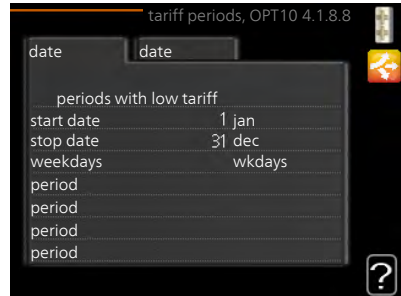 tariff periods, OPT10 4.1.8.8
date date
periods with low tariff
start date 1 jan
stop date 31 dec
weekdays wkdays
period
period
period
period
?